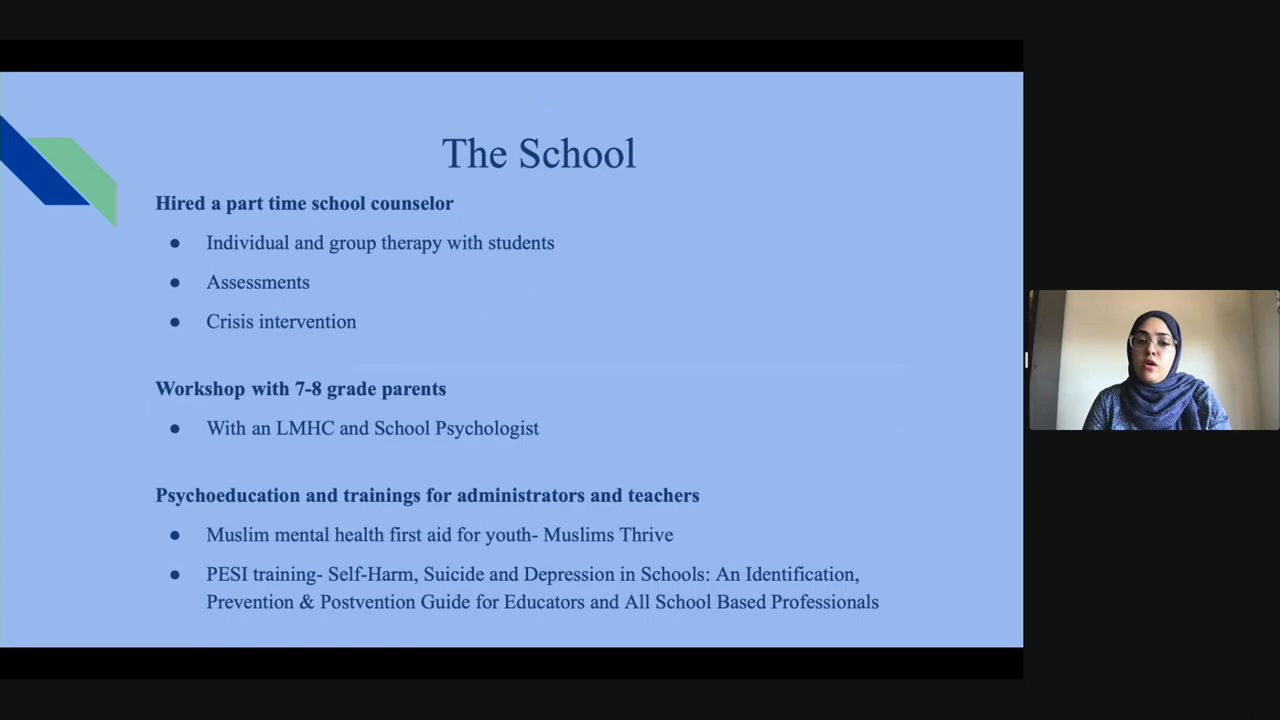 The School
Hired a part time school counselor
● Individual and group therapy with students
● Assessments
● Crisis intervention
Workshop with 7-8 grade parents
● With an LMHC and School Psychologist
Psychoeducation and trainings for administrators and teachers
● Muslim mental health first aid for youth- Muslims Thrive
● PESI training- Self-Harm, Suicide and Depression in Schools: An Identification,
Prevention & Postvention Guide for Educators and All School Based Professionals